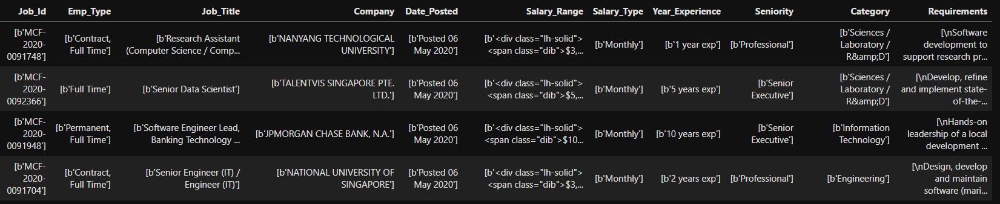 Job_Id Emp_Type Job_Title Company Date_Posted Salary_Range Salary_Type Year_Experience Seniority Category Requirements
[b'MCF-2020-0091748'] [b'Contract, Full Time'] [b'Research Assistant (Computer Science / Comp... [b'NANYANG TECHNOLOGICAL UNIVERSITY'] [b'Posted 06 May 2020'] [b'<div class="lh-solid"><span class="dib">$3,... [b'Monthly'] [b'1 year exp'] [b'Professional'] [b'Sciences / Laboratory / R&amp;D'] [\nSoftware development to support research pr...
[b'MCF-2020-0092366'] [b'Full Time'] [b'Senior Data Scientist'] [b'TALENTVIS SINGAPORE PTE. LTD.'] [b'Posted 06 May 2020'] [b'<div class="lh-solid"><span class="dib">$5,... [b'Monthly'] [b'5 years exp'] [b'Senior Executive'] [b'Sciences / Laboratory / R&amp;D'] [\nDevelop, refine and implement state-of-the-...
[b'MCF-2020-0091948'] [b'Permanent, Full Time'] [b'Software Engineer Lead, Banking Technology ... [b'JPMORGAN CHASE BANK, N.A.'] [b'Posted 06 May 2020'] [b'<div class="lh-solid"><span class="dib">$10... [b'Monthly'] [b'10 years exp'] [b'Senior Executive'] [b'Information Technology'] [\nHands-on leadership of a local development ...
[b'MCF-2020-0091704'] [b'Contract, Full Time'] [b'Senior Engineer (IT) / Engineer (IT)'] [b'NATIONAL UNIVERSITY OF SINGAPORE'] [b'Posted 06 May 2020'] [b'<div class="lh-solid"><span class="dib">$3,... [b'Monthly'] [b'2 years exp'] [b'Professional'] [b'Engineering'] [\nDesign, develop and maintain software (mari...